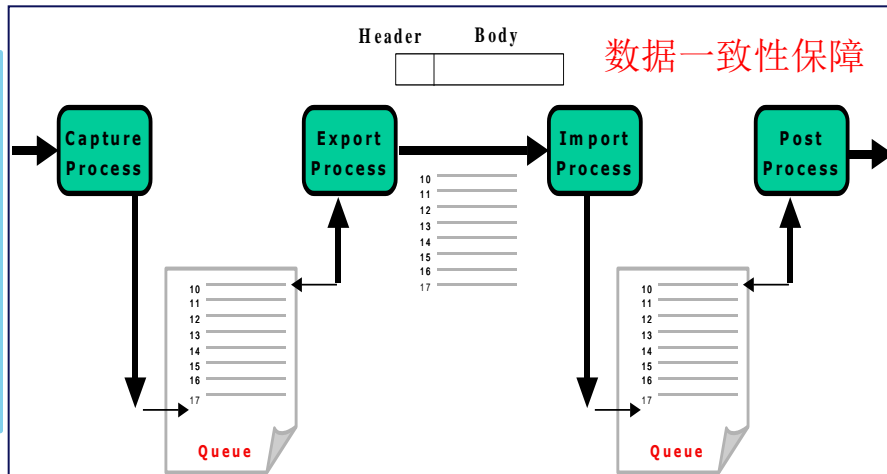 Header Body
数据一致性保障
Capture
Process
Export
Process
Import
Process
Post
Process
10
11
12
13
14
15
16
17
10
11
12
13
14
15
16
17
Queue
10
11
12
13
14
15
16
17
Queue